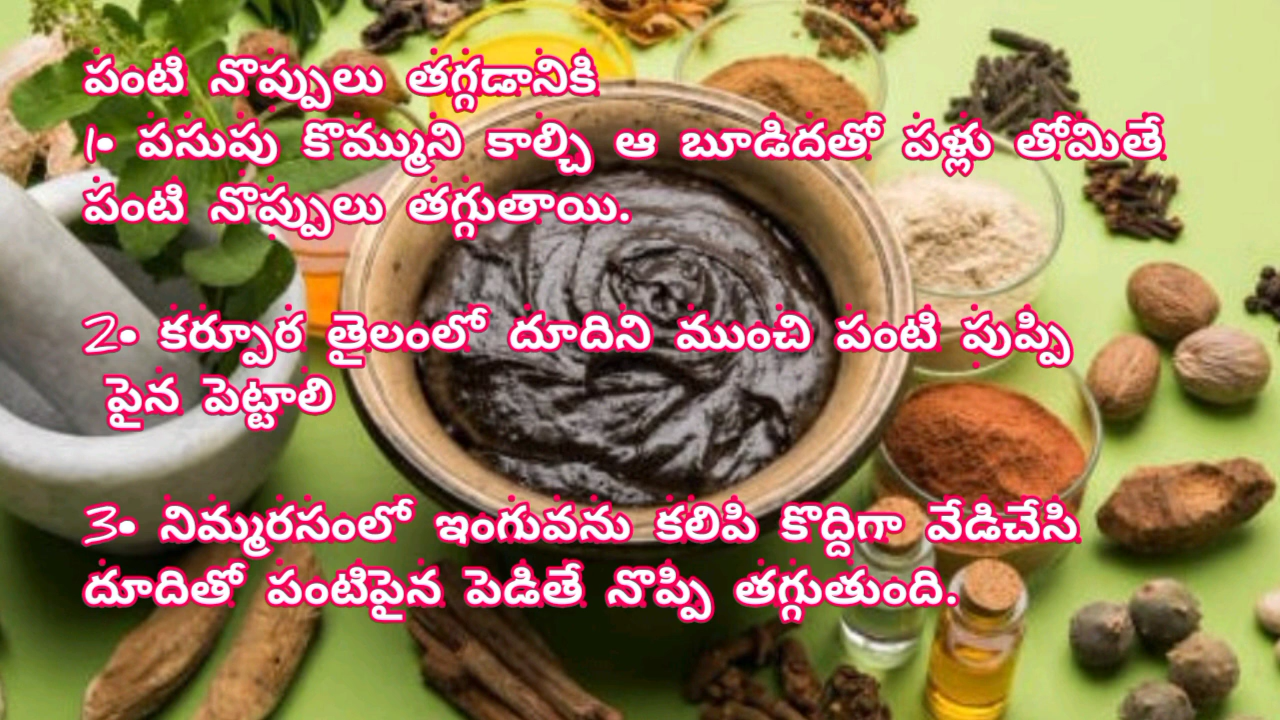 పంటి నొప్పులు తగ్గడానికి
1• పసుపు కొమ్ముని కాల్చి ఆ బూడిదతో పళ్లు తోమితే
పంటి నొప్పులు తగ్గుతాయి.
2• కర్పూర తైలంలో దూదిని ముంచి పంటి పుప్పి
పైన పెట్టాలి
3• నిమ్మరసంలో ఇంగువను కలిపి కొద్దిగా వేడిచేసి
దూదితో పంటిపైన పెడితే నొప్పి తగ్గుతుంది.